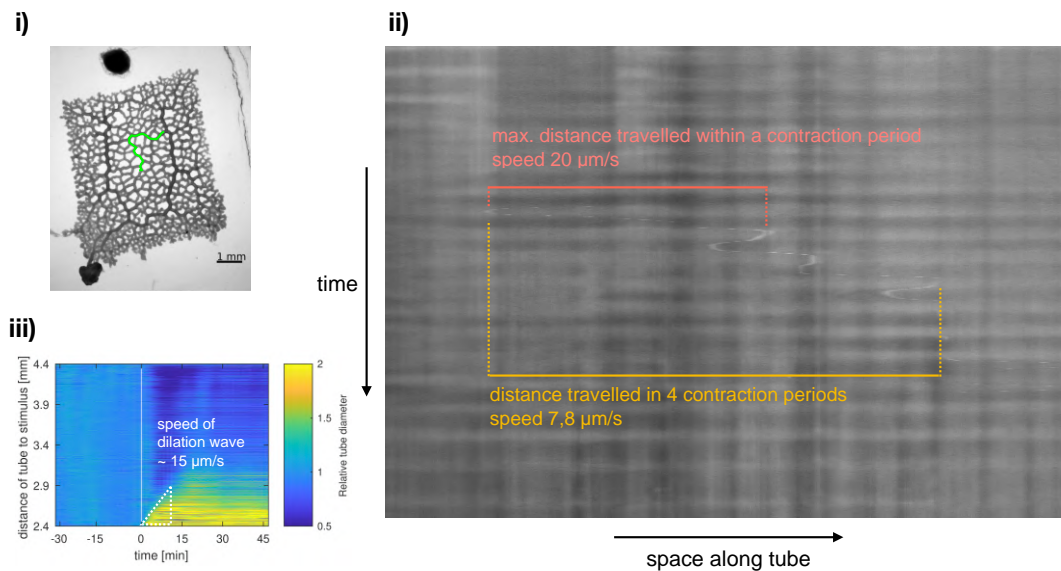 i)
1 mm
ii)
max. distance travelled within a contraction period
speed 20 µm/s
time
distance travelled in 4 contraction periods
speed 7,8 µm/s
space along tube
iii)
distance of tube to stimulus [mm]
4.4
3.9
3.4
2.9
2.4
speed of
dilation wave
~ 15 µm/s
-30
-15
0
15
30
45
time [min]
2
1.5
1
0.5
Relative tube diameter